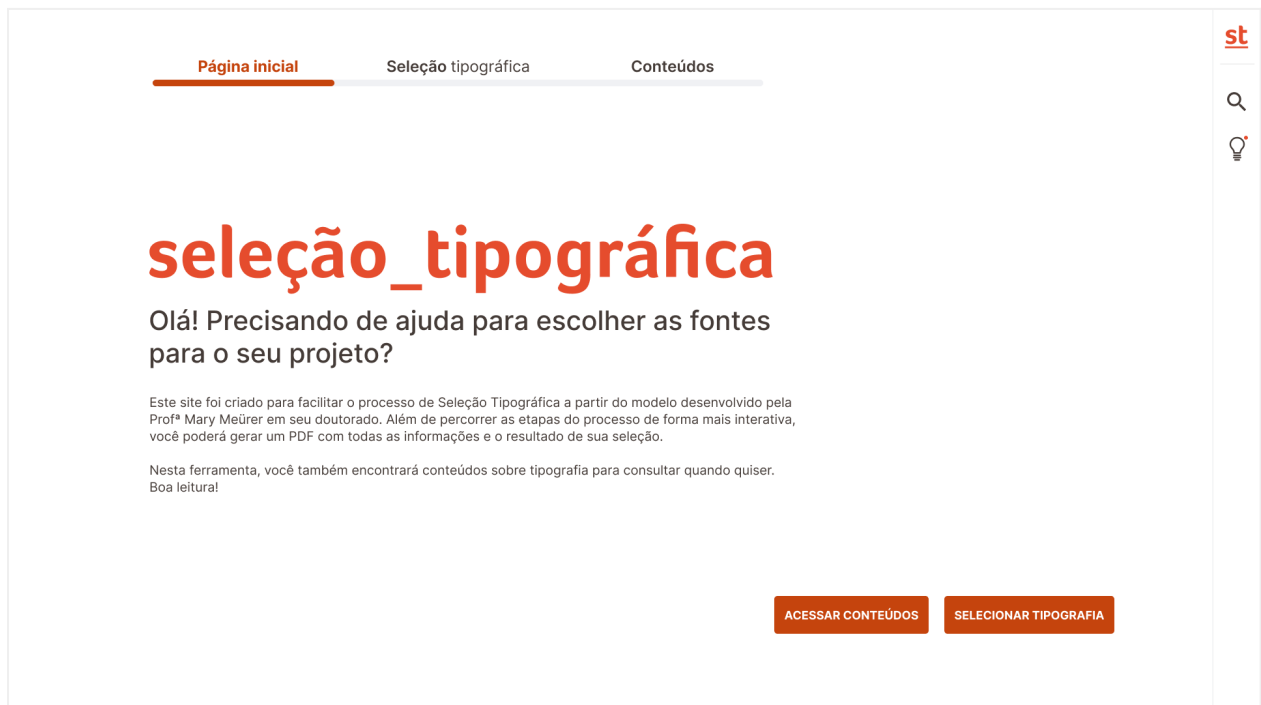 st
Página inicial
Seleção tipográfica
Conteúdos
seleção_tipográfica
Olá! Precisando de ajuda para escolher as fontes
para o seu projeto?
Este site foi criado para facilitar o processo de Seleção Tipográfica a partir do modelo desenvolvido pela
Profª Mary Meürer em seu doutorado. Além de percorrer as etapas do processo de forma mais interativa,
você poderá gerar um PDF com todas as informações e o resultado de sua seleção.
Nesta ferramenta, você também encontrará conteúdos sobre tipografia para consultar quando quiser.
Boa leitura!
ACESSAR CONTEÚDOS
SELECIONAR TIPOGRAFIA